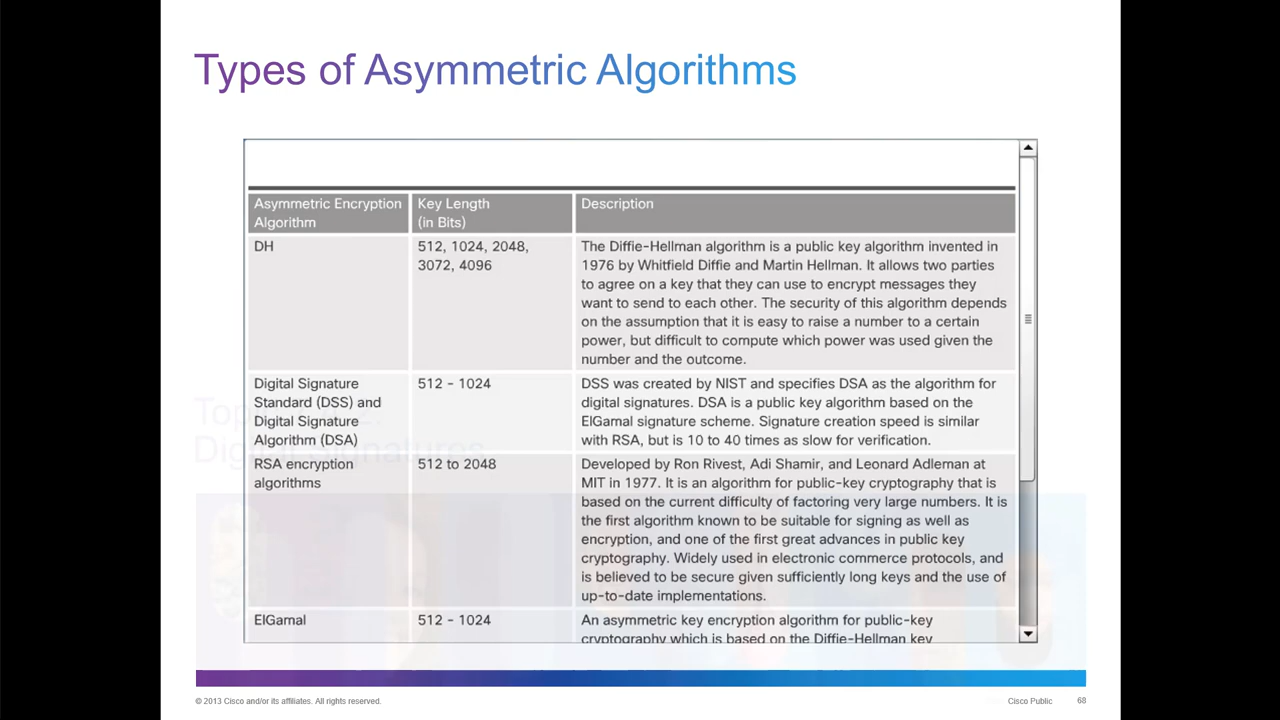 Types of Asymmetric Algorithms
Asymmetric Encryption
Algorithm
Key Length
(in Bits)
Description
DH
512, 1024, 2048,
3072, 4096
The Diffie-Hellman algorithm is a public key algorithm invented in
1976 by Whitfield Diffie and Martin Hellman. It allows two parties
to agree on a key that they can use to encrypt messages they
want to send to each other. The security of this algorithm depends
on the assumption that it is easy to raise a number to a certain
power, but difficult to compute which power was used given the
number and the outcome.
Digital Signature
Standard (DSS) and
Digital Signature
Algorithm (DSA)
512 - 1024
DSS was created by NIST and specifies DSA as the algorithm for
digital signatures. DSA is a public key algorithm based on the
ElGamal signature scheme. Signature creation speed is similar
with RSA, but is 10 to 40 times as slow for verification.
RSA encryption
algorithms
512 to 2048
Developed by Ron Rivest, Adi Shamir, and Leonard Adleman at
MIT in 1977. It is an algorithm for public-key cryptography that is
based on the current difficulty of factoring very large numbers. It is
the first algorithm known to be suitable for signing as well as
encryption, and one of the first great advances in public key
cryptography. Widely used in electronic commerce protocols, and
is believed to be secure given sufficiently long keys and the use of
up-to-date implementations.
ElGamal
512 - 1024
An asymmetric key encryption algorithm for public-key
cryptography which is based on the Diffie-Hellman key
Digital Signatures
© 2013 Cisco and/or its affiliates. All rights reserved.
Cisco Public
68